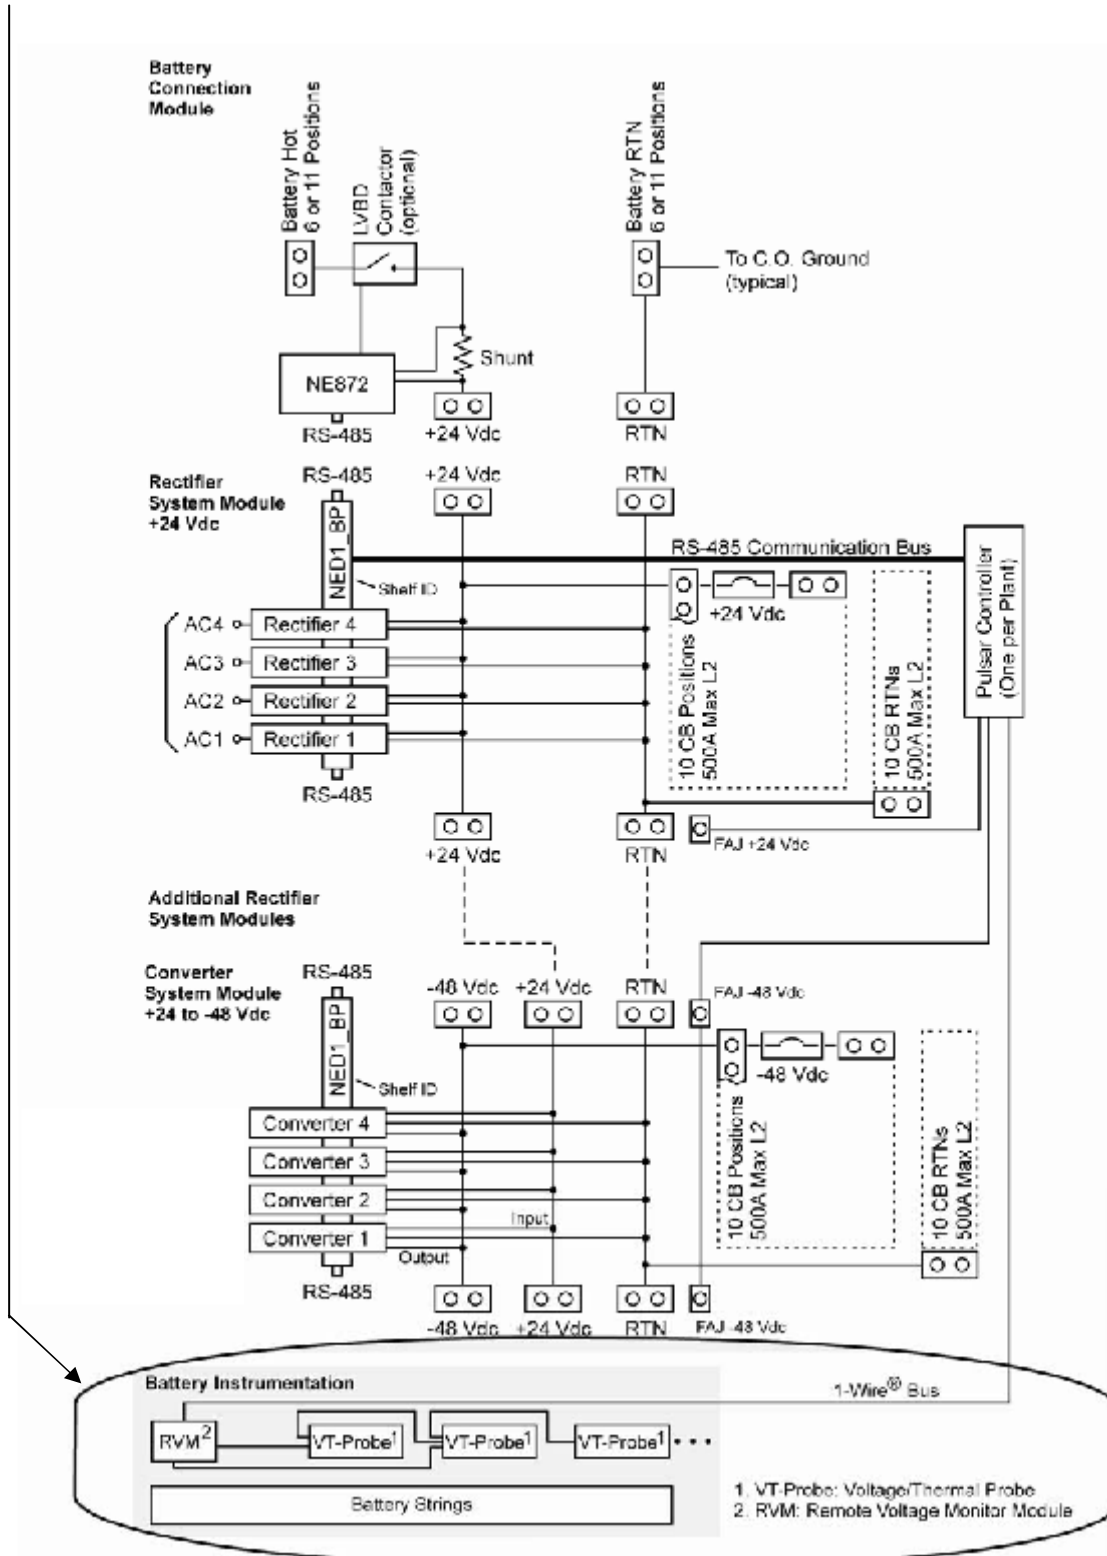 Battery
Connection
Module
Battery Hot
6 or 11 Positions
LVBD
Contactor
(optional)
Battery RTN
6 or 11 Positions
To C.O. Ground
(typical)
Shunt
NE872
RS-485
+24 Vdc
RTN
Rectifier
System Module
+24 Vdc
RS-485
+24 Vdc
RTN
NED1_BP
Shelf ID
RS-485 Communication Bus
Pulsar Controller
(One per Plant)
+24 Vdc
10 CB Positions
500A Max L2
10 CB RTNs
500A Max L2
AC4
Rectifier 4
AC3
Rectifier 3
AC2
Rectifier 2
AC1
Rectifier 1
RS-485
+24 Vdc
RTN
FAJ +24 Vdc
Additional Rectifier
System Modules
Converter
System Module
+24 to -48 Vdc
RS-485
-48 Vdc
+24 Vdc
RTN
FAJ -48 Vdc
NED1_BP
Shelf ID
-48 Vdc
10 CB Positions
500A Max L2
10 CB RTNs
500A Max L2
Converter 4
Converter 3
Converter 2
Converter 1
Input
Output
RS-485
-48 Vdc
+24 Vdc
RTN
FAJ -48 Vdc
Battery Instrumentation
1-Wire® Bus
RVM2
VT-Probe1
VT-Probe1
VT-Probe1
Battery Strings
1. VT-Probe: Voltage/Thermal Probe
2. RVM: Remote Voltage Monitor Module